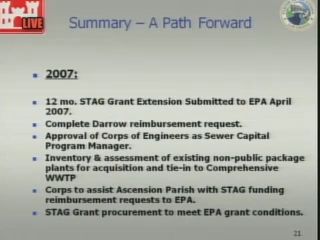 LIVE
Summary – A Path Forward
2007:
12 mo. STAG Grant Extension Submitted to EPA April
2007.
Complete Darrow reimbursement request.
Approval of Corps of Engineers as Sewer Capital
Program Manager.
Inventory & assessment of existing non-public package
plants for acquisition and tie-in to Comprehensive
WWTP
Corps to assist Ascension Parish with STAG funding
reimbursement requests to EPA.
STAG Grant procurement to meet EPA grant conditions.
21